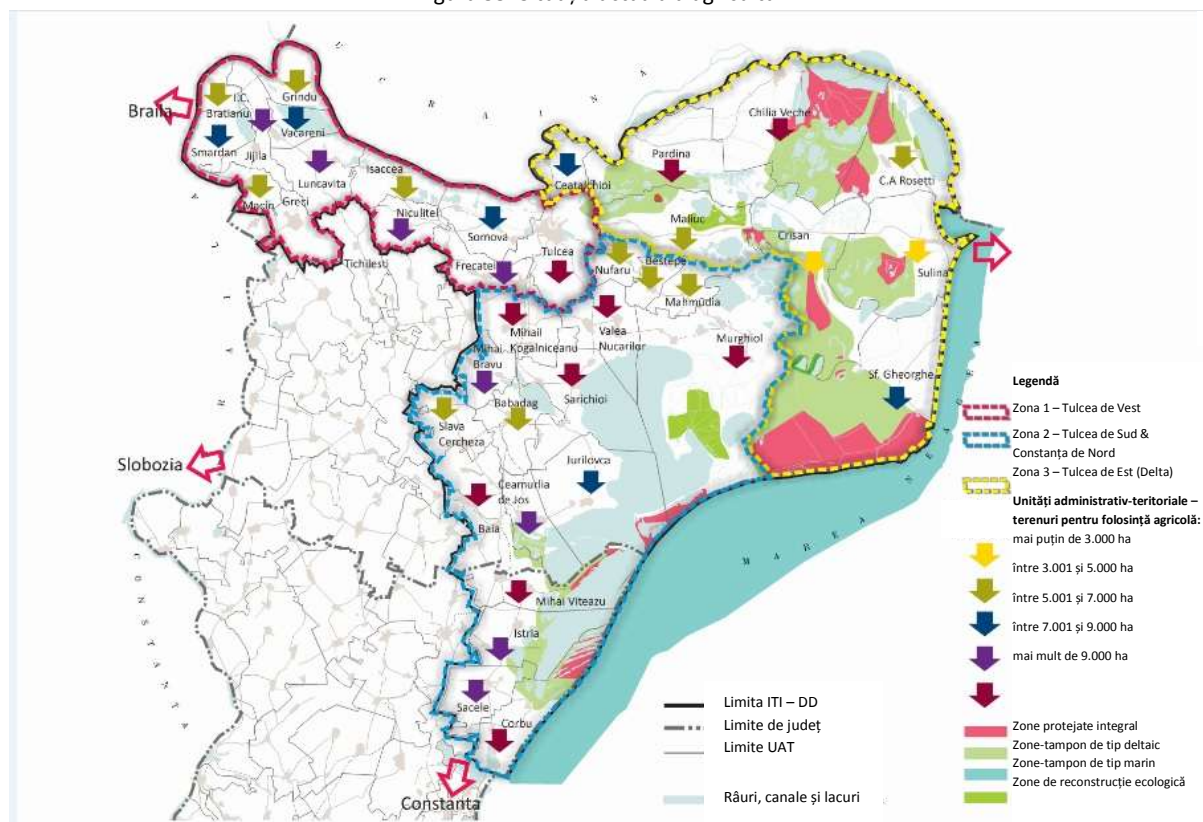 UCRAINA
Braila
I.C.
Bratianu
Grindu
Vacareni
Smardan
Jijila
Luncavita
Isaccea
Macin
Greci
Niculitel
Somova
Tichilesti
Frecatei
Tulcea
Ceatalchioi
Pardina
Chilia Veche
C.A Rosetti
Maliuc
Crisan
Sulina
Nufaru
Bestepe
Mahmudia
Mihail
Kogalniceanu
Valea
Nucarilor
Murghiol
Mihai
Bravu
Sarichioi
Babadag
Slava
Cercheza
Sf. Gheorghe
Slobozia
Jurilovca
Ceamurlia
de Jos
Baia
Mihai Viteazu
Istria
Sacele
Corbu
Constanta
CONSTANTA
MAREA
Legendă
Zona 1 – Tulcea de Vest
Zona 2 – Tulcea de Sud &
Constanța de Nord
Zona 3 – Tulcea de Est (Delta)
Unități administrativ-teritoriale –
terenuri pentru folosință agricolă:
mai puțin de 3.000 ha
între 3.001 și 5.000 ha
între 5.001 și 7.000 ha
între 7.001 și 9.000 ha
mai mult de 9.000 ha
Zone protejate integral
Zone-tampon de tip deltaic
Zone-tampon de tip marin
Zone de reconstrucție ecologică
Limita ITI – DD
Limite de județ
Limite UAT
Râuri, canale și lacuri